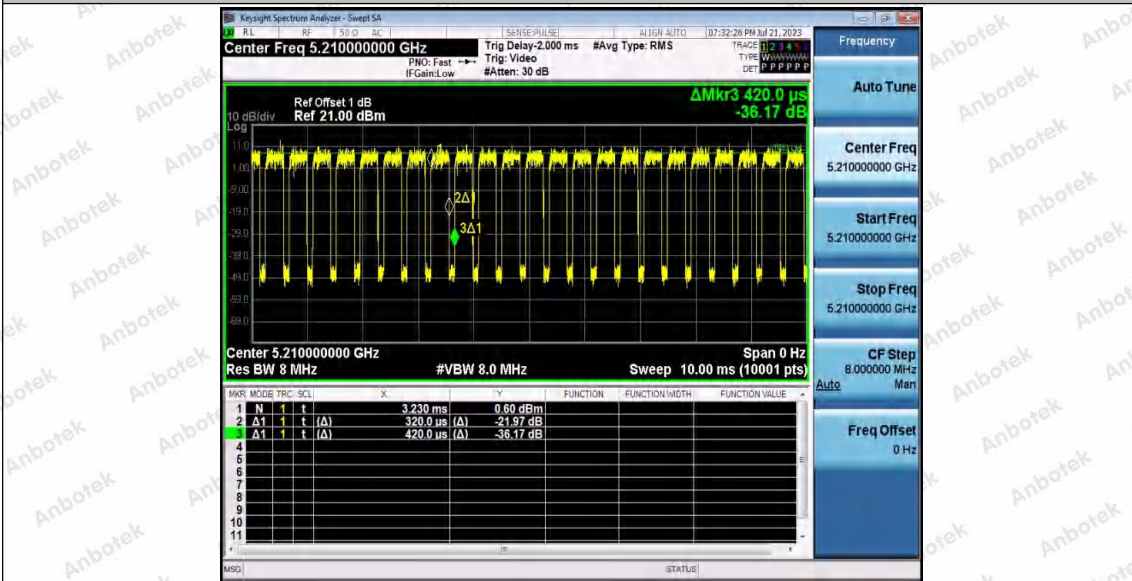 Keysight Spectrum Analyzer - Swept SA
RL RF 50 Ω AC SENSE:PULSE ALIGN AUTO 07:32:26 PM Jul 21, 2023
Center Freq 5.210000000 GHz
PNO: Fast
IFGain:Low
Trig Delay-2.000 ms
Trig: Video
#Atten: 30 dB
#Avg Type: RMS
TRACE 1 2 3 4 5
TYPE WWWWWW
DET P P P P P P
Frequency
ΔMkr3 420.0 µs
-36.17 dB
Ref Offset 1 dB
10 dB/div Ref 21.00 dBm
Log
11.0
1.00
-9.00
-19.0
-29.0
-39.0
-49.0
-59.0
-69.0
1
2Δ1
3Δ1
Center 5.210000000 GHz Span 0 Hz
Res BW 8 MHz #VBW 8.0 MHz Sweep 10.00 ms (10001 pts)
MKR MODE TRC SCL X Y FUNCTION FUNCTION WIDTH FUNCTION VALUE
1 N 1 t 3.230 ms 0.60 dBm
2 Δ1 1 t (Δ) 320.0 µs (Δ) -21.97 dB
3 Δ1 1 t (Δ) 420.0 µs (Δ) -36.17 dB
4
5
6
7
8
9
10
11
MSG STATUS
Auto Tune
Center Freq
5.210000000 GHz
Start Freq
5.210000000 GHz
Stop Freq
5.210000000 GHz
CF Step
8.000000 MHz
Auto Man
Freq Offset
0 Hz
Anbotek